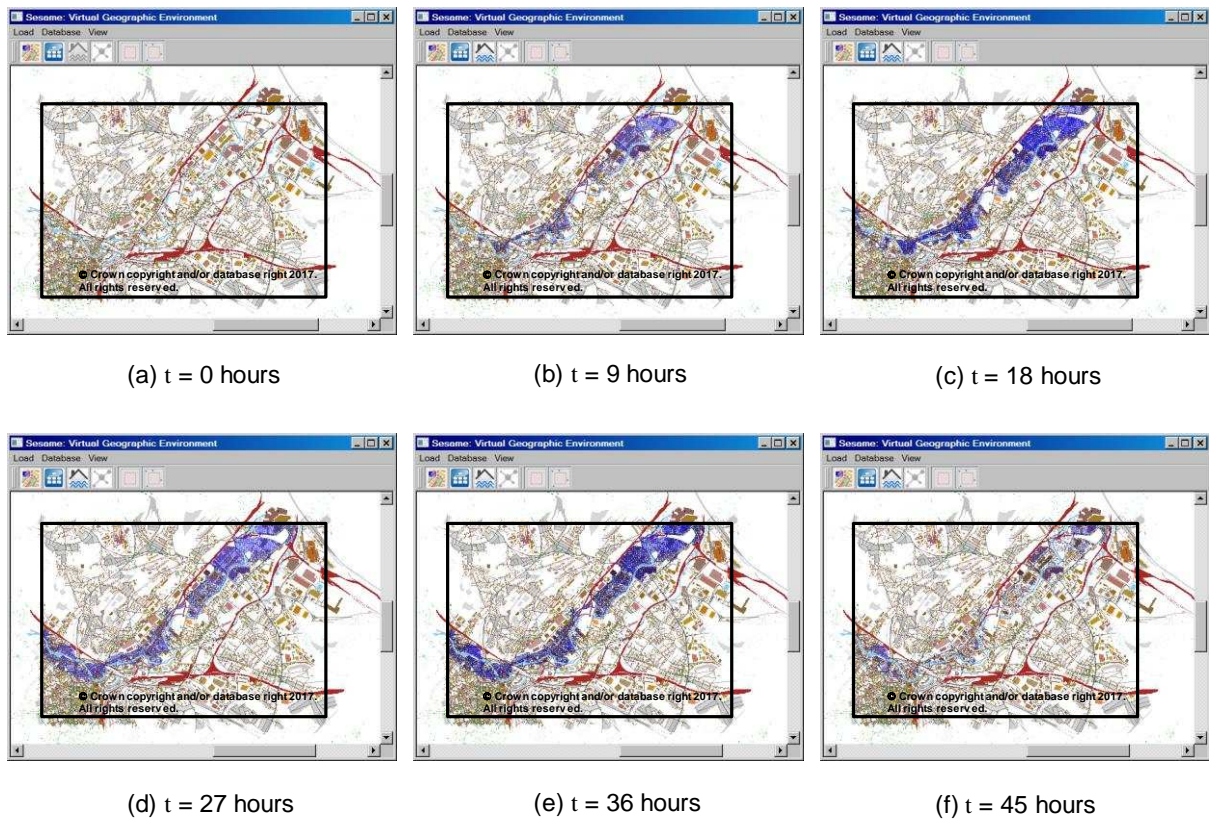 Sesame: Virtual Geographic Environment
Load Database View
© Crown copyright and/or database right 2017.
All rights reserved.
(a) t = 0 hours
Sesame: Virtual Geographic Environment
Load Database View
© Crown copyright and/or database right 2017.
All rights reserved.
(b) t = 9 hours
Sesame: Virtual Geographic Environment
Load Database View
© Crown copyright and/or database right 2017.
All rights reserved.
(c) t = 18 hours
Sesame: Virtual Geographic Environment
Load Database View
© Crown copyright and/or database right 2017.
All rights reserved.
(d) t = 27 hours
Sesame: Virtual Geographic Environment
Load Database View
© Crown copyright and/or database right 2017.
All rights reserved.
(e) t = 36 hours
Sesame: Virtual Geographic Environment
Load Database View
© Crown copyright and/or database right 2017.
All rights reserved.
(f) t = 45 hours